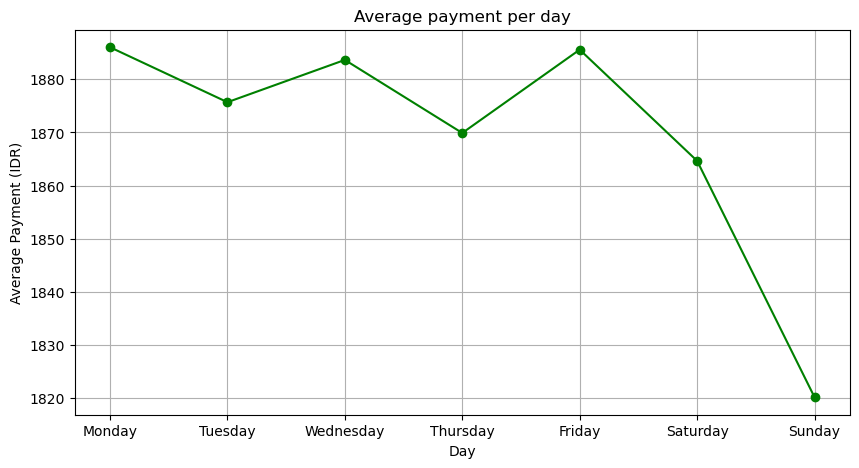 Average payment per day
Average Payment (IDR)
1880
1870
1860
1850
1840
1830
1820
Monday Tuesday Wednesday Thursday Friday Saturday Sunday
Day